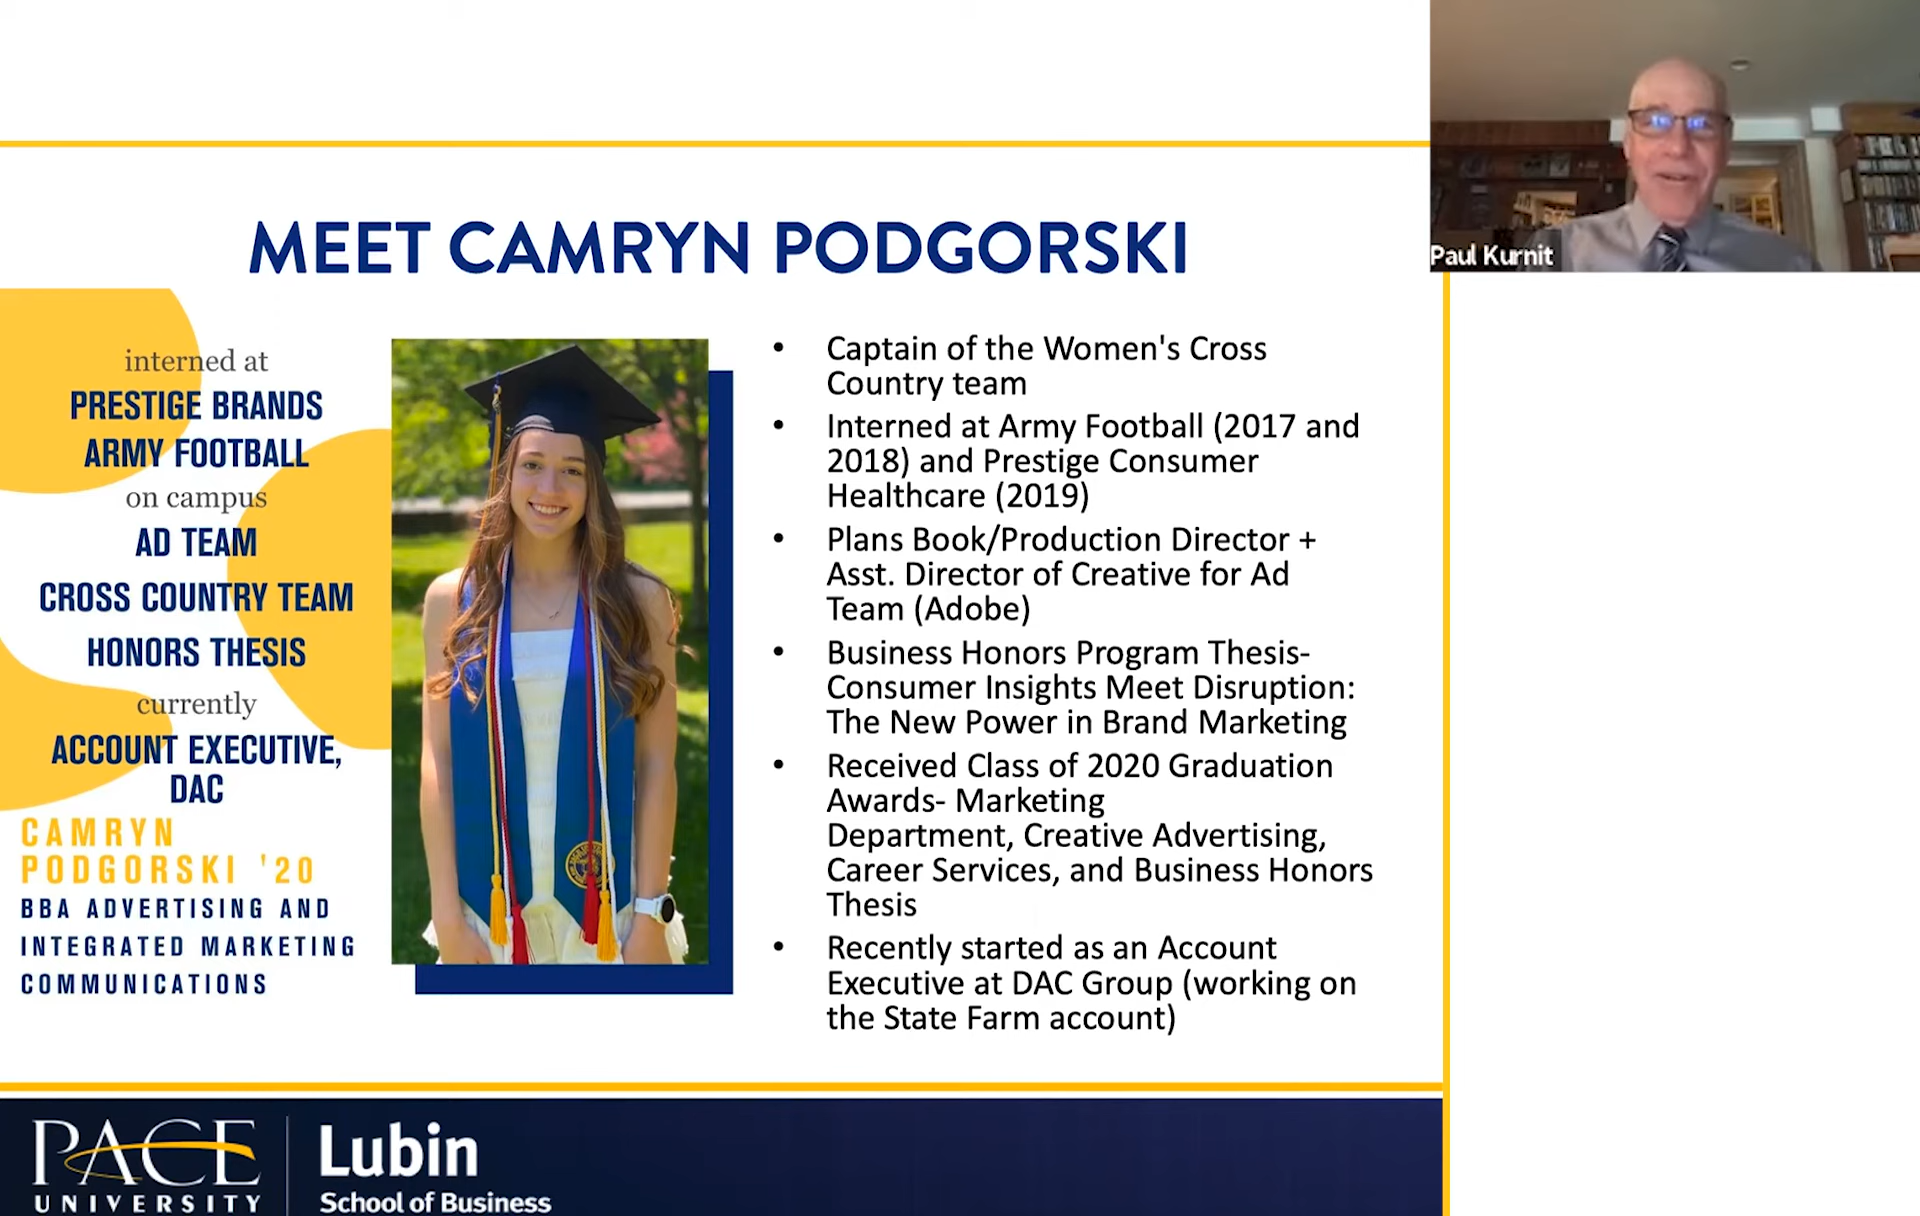 MEET CAMRYN PODGORSKI
Paul Kurnit
interned at
PRESTIGE BRANDS
ARMY FOOTBALL
on campus
AD TEAM
CROSS COUNTRY TEAM
HONORS THESIS
currently
ACCOUNT EXECUTIVE,
DAC
CAMRYN
PODGORSKI '20
BBA ADVERTISING AND
INTEGRATED MARKETING
COMMUNICATIONS
• Captain of the Women's Cross
Country team
• Interned at Army Football (2017 and
2018) and Prestige Consumer
Healthcare (2019)
• Plans Book/Production Director +
Asst. Director of Creative for Ad
Team (Adobe)
• Business Honors Program Thesis-
Consumer Insights Meet Disruption:
The New Power in Brand Marketing
• Received Class of 2020 Graduation
Awards- Marketing
Department, Creative Advertising,
Career Services, and Business Honors
Thesis
• Recently started as an Account
Executive at DAC Group (working on
the State Farm account)
PACE
UNIVERSITY
Lubin
School of Business